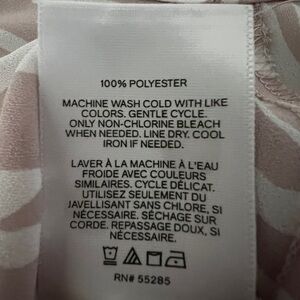 100% POLYESTER
MACHINE WASH COLD WITH LIKE
COLORS. GENTLE CYCLE.
ONLY NON-CHLORINE BLEACH
WHEN NEEDED. LINE DRY. COOL
IRON IF NEEDED.
LAVER À LA MACHINE À L'EAU
FROIDE AVEC COULEURS
SIMILAIRES. CYCLE DÉLICAT.
UTILISEZ SEULEMENT DU
JAVELLISANT SANS CHLORE, SI
NÉCESSAIRE. SÉCHAGE SUR
CORDE. REPASSAGE DOUX, SI
NÉCESSAIRE.
RN# 55285